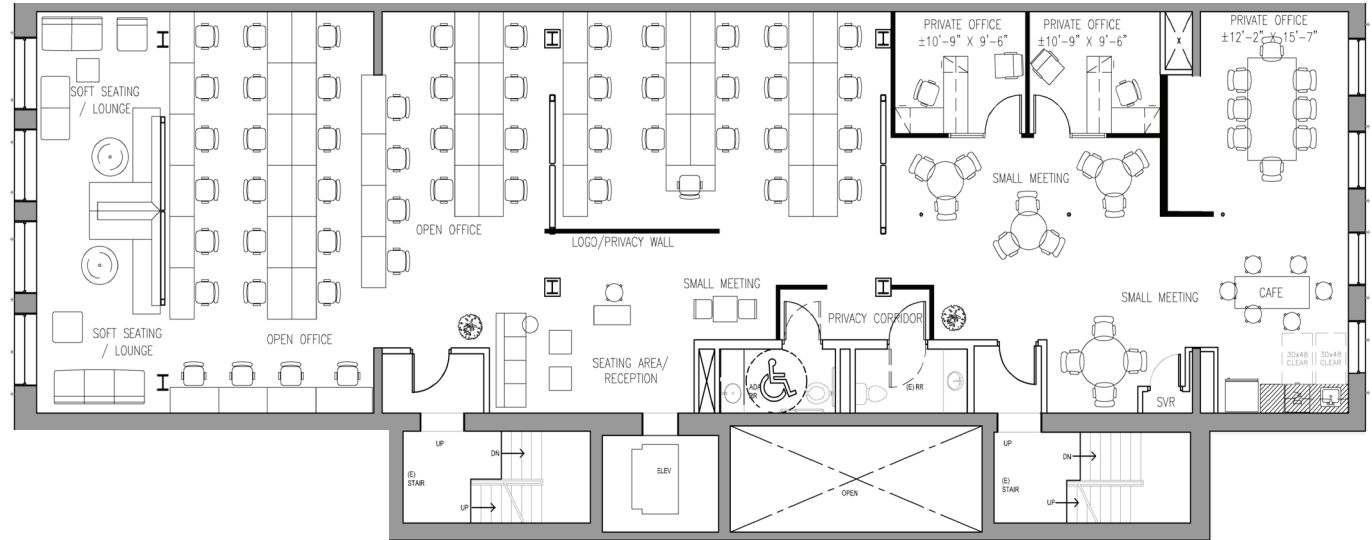 PRIVATE OFFICE
±10'-9" X 9'-6"
PRIVATE OFFICE
±10'-9" X 9'-6"
X
PRIVATE OFFICE
±12'-2" X 15'-7"
SOFT SEATING
/ LOUNGE
SMALL MEETING
OPEN OFFICE
LOGO/PRIVACY WALL
SMALL MEETING
SMALL MEETING
CAFE
PRIVACY CORRIDOR
SOFT SEATING
/ LOUNGE
OPEN OFFICE
SEATING AREA/
RECEPTION
30x48
CLEAR
30x48
CLEAR
ADA
RR
(E) RR
SVR
UP
DN
(E)
STAIR
UP
ELEV
OPEN
UP
DN
(E)
STAIR
UP